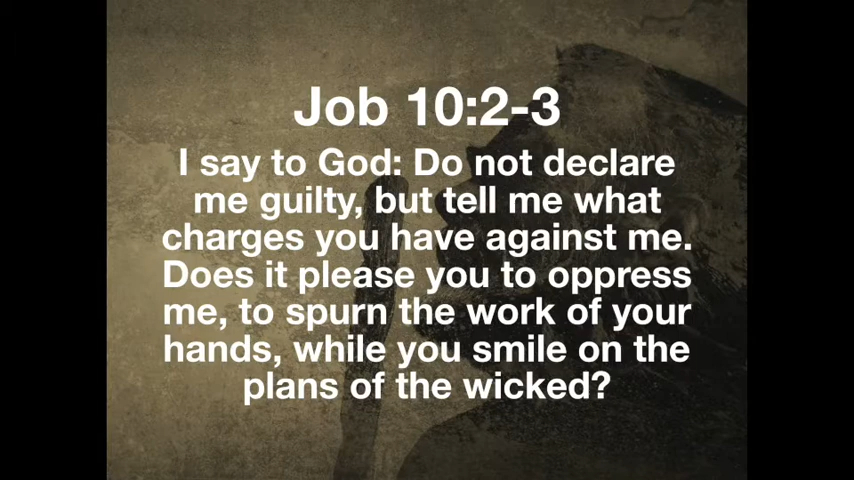 Job 10:2-3
I say to God: Do not declare
me guilty, but tell me what
charges you have against me.
Does it please you to oppress
me, to spurn the work of your
hands, while you smile on the
plans of the wicked?